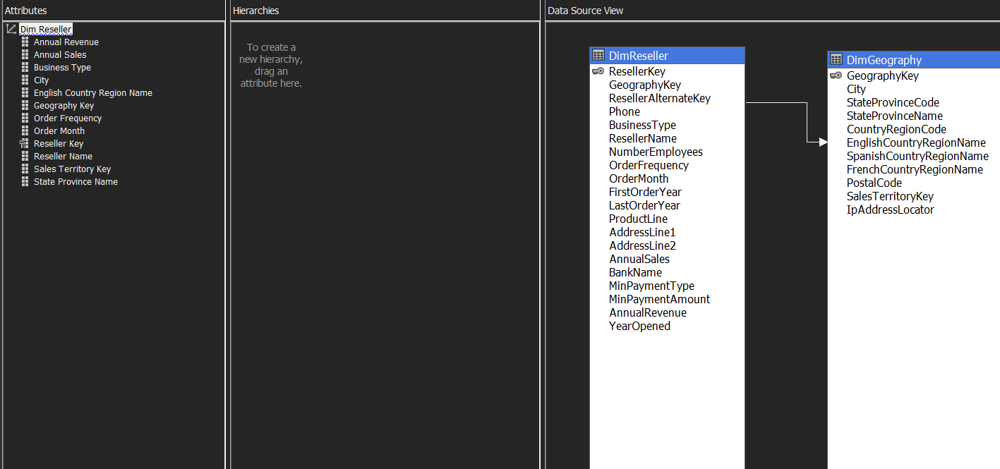 Attributes
Dim Reseller
Annual Revenue
Annual Sales
Business Type
City
English Country Region Name
Geography Key
Order Frequency
Order Month
Reseller Key
Reseller Name
Sales Territory Key
State Province Name
Hierarchies
To create a
new hierarchy,
drag an
attribute here.
Data Source View
DimReseller
ResellerKey
GeographyKey
ResellerAlternateKey
Phone
BusinessType
ResellerName
NumberEmployees
OrderFrequency
OrderMonth
FirstOrderYear
LastOrderYear
ProductLine
AddressLine1
AddressLine2
AnnualSales
BankName
MinPaymentType
MinPaymentAmount
AnnualRevenue
YearOpened
DimGeography
GeographyKey
City
StateProvinceCode
StateProvinceName
CountryRegionCode
EnglishCountryRegionName
SpanishCountryRegionName
FrenchCountryRegionName
PostalCode
SalesTerritoryKey
IpAddressLocator